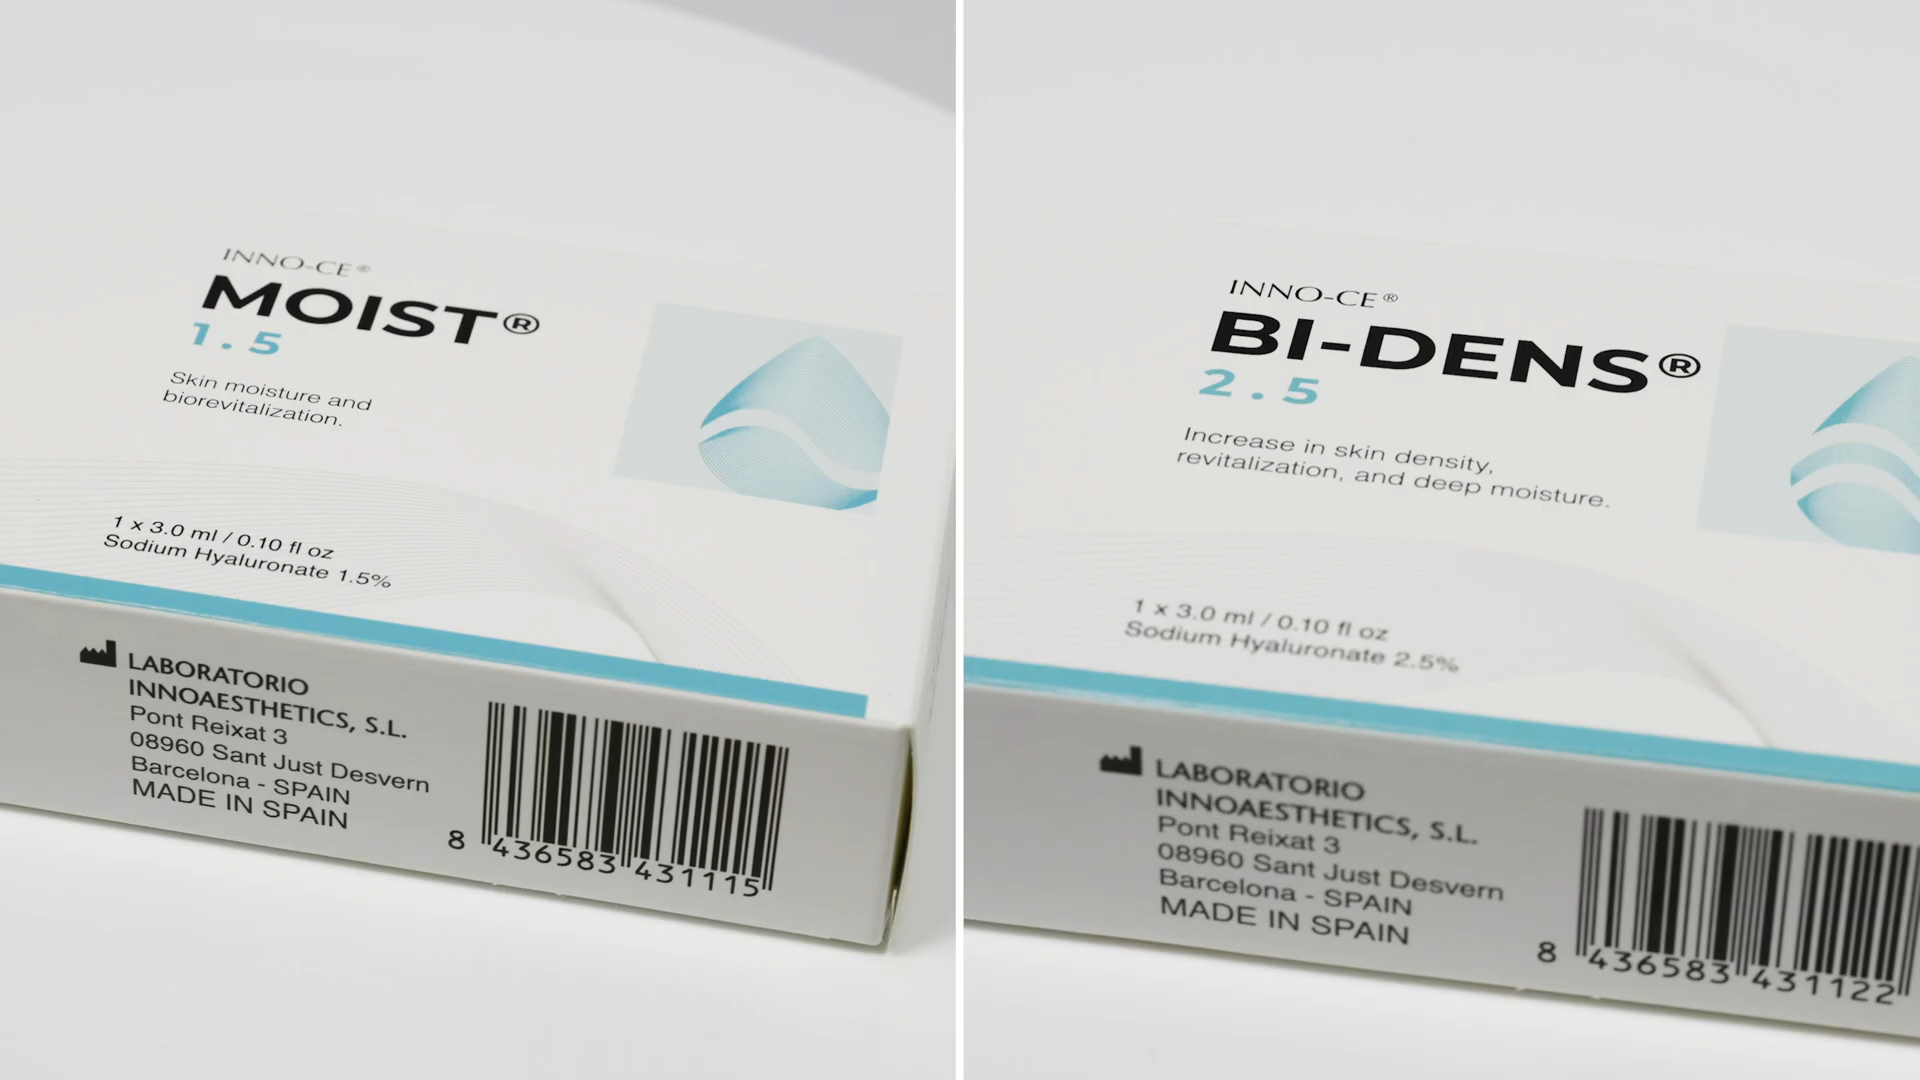 INNO-CE®
MOIST®
1.5
Skin moisture and
biorevitalization.
1 x 3.0 ml / 0.10 fl oz
Sodium Hyaluronate 1.5%
LABORATORIO
INNOAESTHETICS, S.L.
Pont Reixat 3
08960 Sant Just Desvern
Barcelona - SPAIN
MADE IN SPAIN
8 436583 431115
INNO-CE®
BI-DENS®
2.5
Increase in skin density,
revitalization, and deep moisture.
1 x 3.0 ml / 0.10 fl oz
Sodium Hyaluronate 2.5%
LABORATORIO
INNOAESTHETICS, S.L.
Pont Reixat 3
08960 Sant Just Desvern
Barcelona - SPAIN
MADE IN SPAIN
8 436583 431122